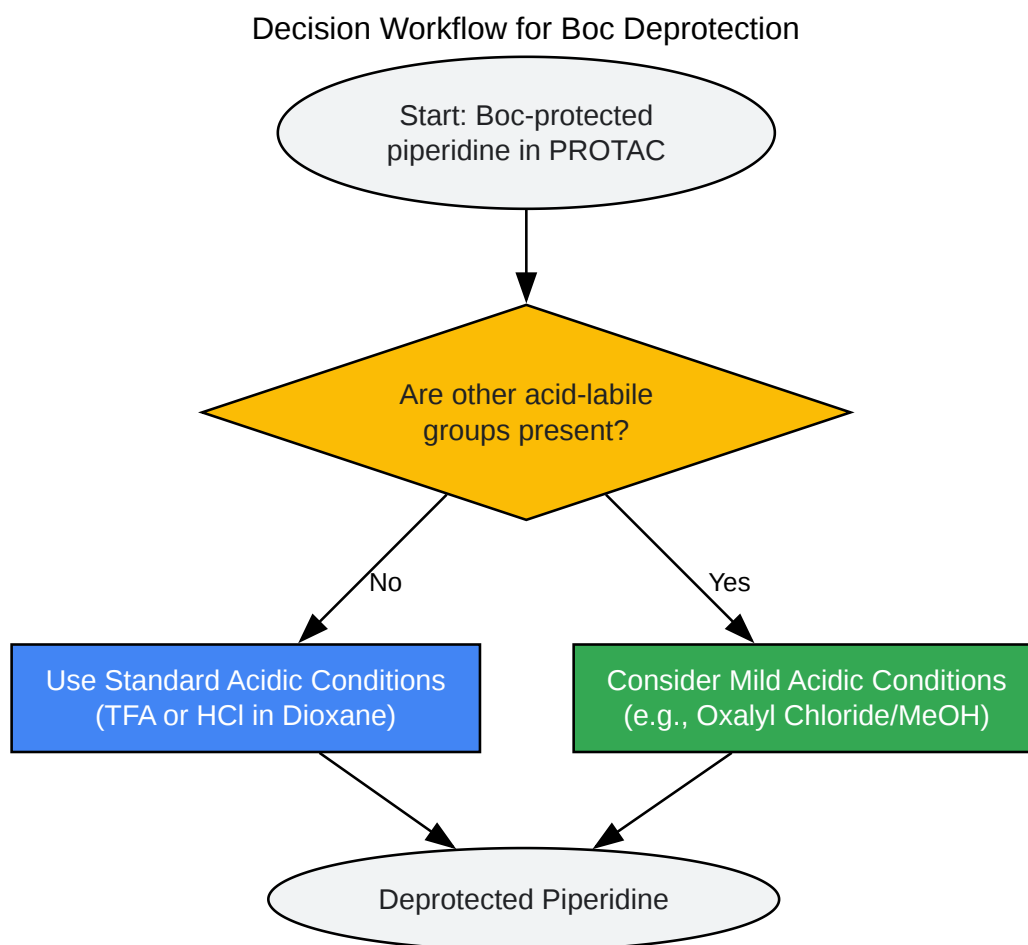 Decision Workflow for Boc Deprotection
Start: Boc-protected
piperidine in PROTAC
Are other acid-labile
groups present?
No
Yes
Use Standard Acidic Conditions
(TFA or HCl in Dioxane)
Consider Mild Acidic Conditions
(e.g., Oxalyl Chloride/MeOH)
Deprotected Piperidine